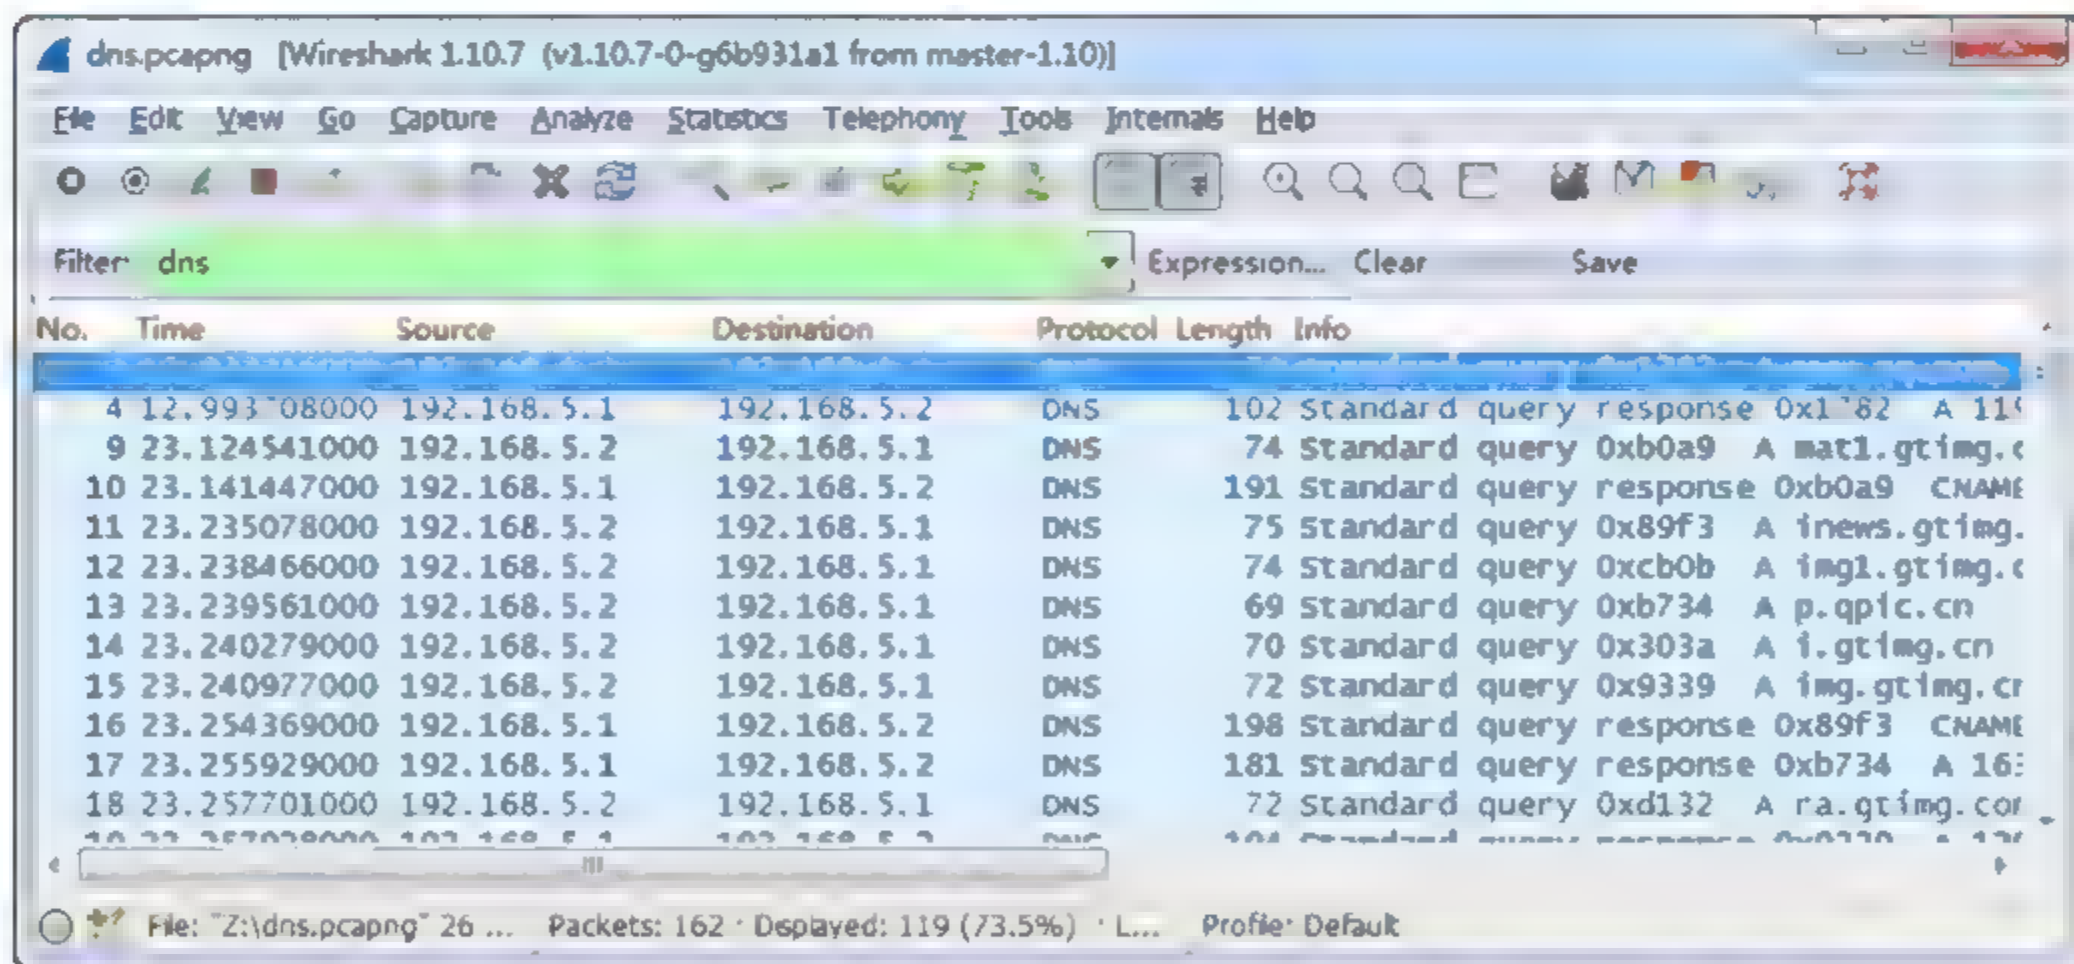 dns.pcapng [Wireshark 1.10.7 (v1.10.7-0-g6b931a1 from master-1.10)]
File Edit View Go Capture Analyze Statistics Telephony Tools Internals Help
Filter: dns Expression... Clear Save
No. Time Source Destination Protocol Length Info
4 192.168.5.1 192.168.5.2 DNS 102 Standard query response A
9 23.124541000 192.168.5.2 192.168.5.1 DNS 74 Standard query 0xb0a9 A mat1.gtimg.
10 23.141447000 192.168.5.1 192.168.5.2 DNS 191 Standard query response 0xb0a9 CNAME
11 23.235078000 192.168.5.2 192.168.5.1 DNS 75 Standard query 0x89f3 A inews.gtimg.
12 23.238466000 192.168.5.2 192.168.5.1 DNS 74 Standard query 0xcb0b A img1.gtimg.
13 23.239561000 192.168.5.2 192.168.5.1 DNS 69 Standard query 0xb734 A p.qpic.cn
14 23.240279000 192.168.5.2 192.168.5.1 DNS 70 Standard query 0x303a A i.gtimg.cn
15 23.240977000 192.168.5.2 192.168.5.1 DNS 72 Standard query 0x9339 A img.gtimg.
16 23.254369000 192.168.5.1 192.168.5.2 DNS 198 Standard query response 0x89f3 CNAME
17 23.255929000 192.168.5.1 192.168.5.2 DNS 181 Standard query response 0xb734 A
18 23.257701000 192.168.5.2 192.168.5.1 DNS 72 Standard query 0xd132 A ra.gtimg.
File: "Z:\dns.pcapng" 26 ... Packets: 162 · Displayed: 119 (73.5%) · L... Profile: Default